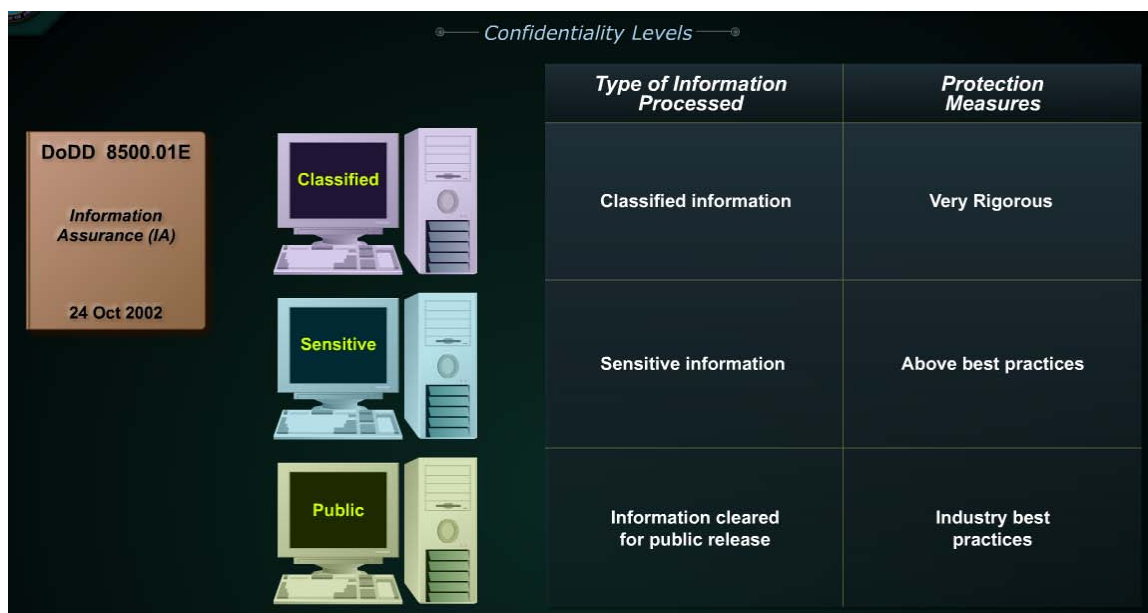 Confidentiality Levels
Type of Information
Processed
Protection
Measures
DoDD 8500.01E
Information
Assurance (IA)
24 Oct 2002
Classified
Classified information
Very Rigorous
Sensitive
Sensitive information
Above best practices
Public
Information cleared
for public release
Industry best
practices